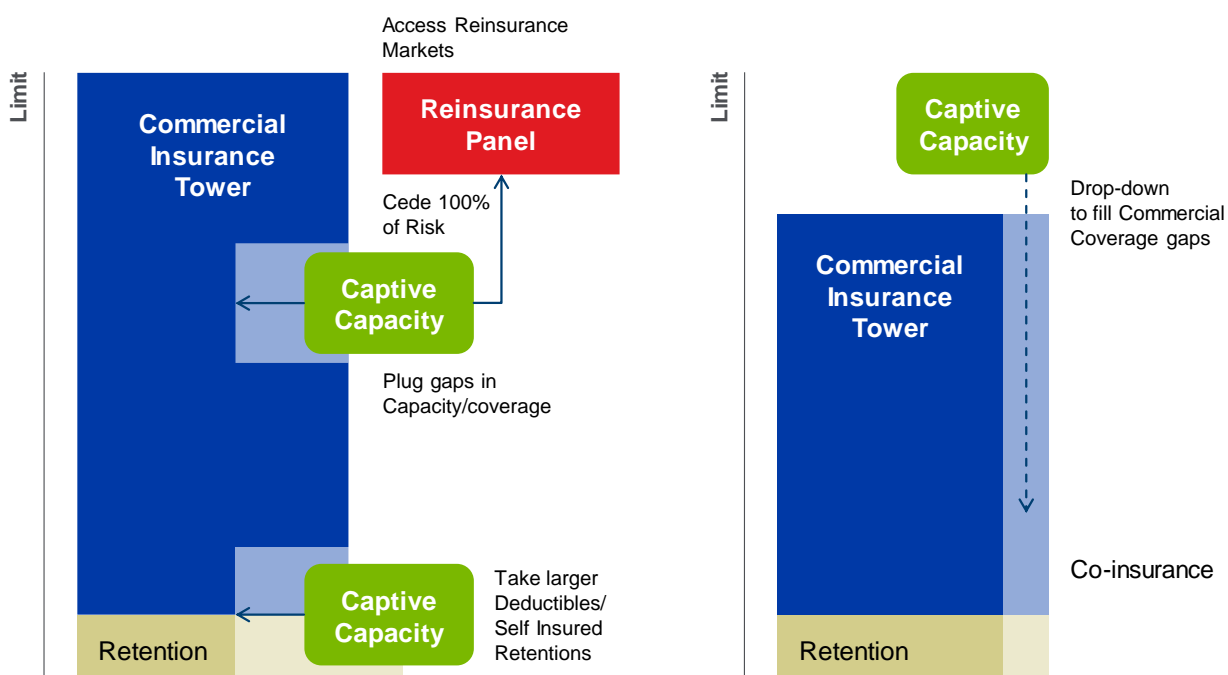 Access Reinsurance
Markets
Limit
Commercial
Insurance
Tower
Reinsurance
Panel
Cede 100%
of Risk
Captive
Capacity
Plug gaps in
Capacity/coverage
Captive
Capacity
Take larger
Deductibles/
Self Insured
Retentions
Retention
Limit
Captive
Capacity
Drop-down
to fill Commercial
Coverage gaps
Commercial
Insurance
Tower
Co-insurance
Retention